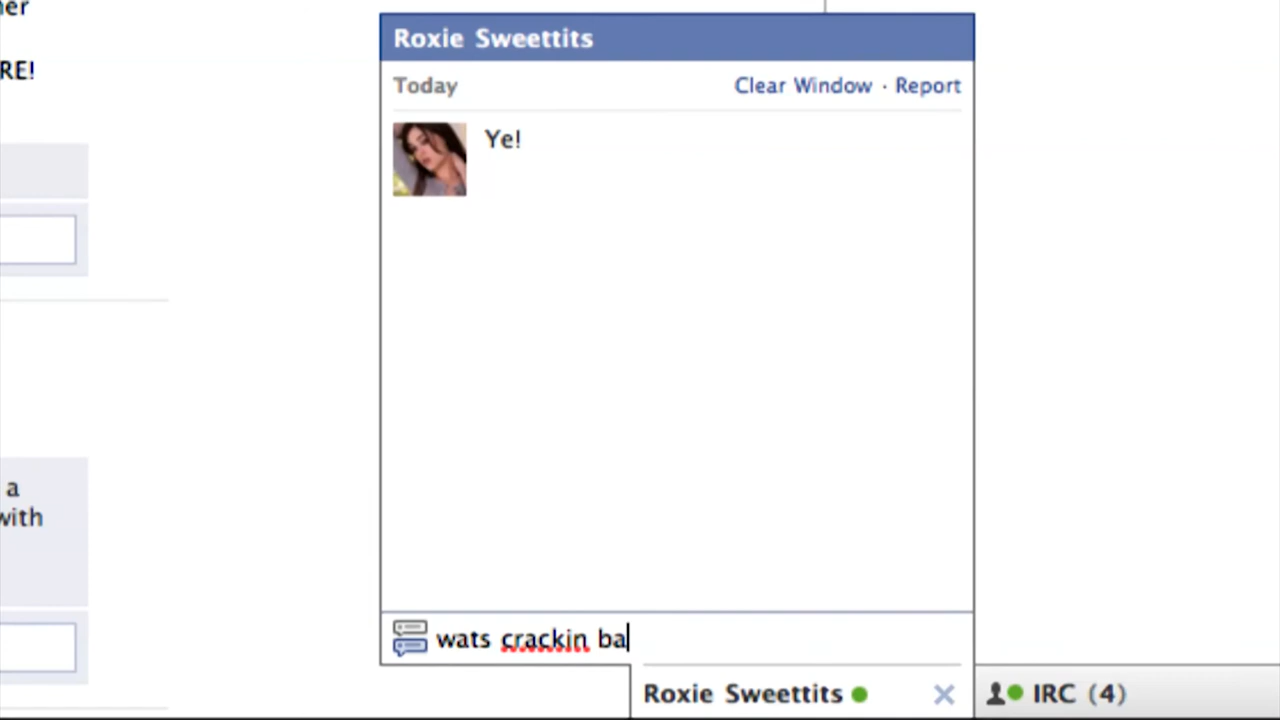 ner
RE!
Roxie Sweettits
Today
Clear Window · Report
Ye!
a
with
wats crackin ba
Roxie Sweettits
IRC (4)